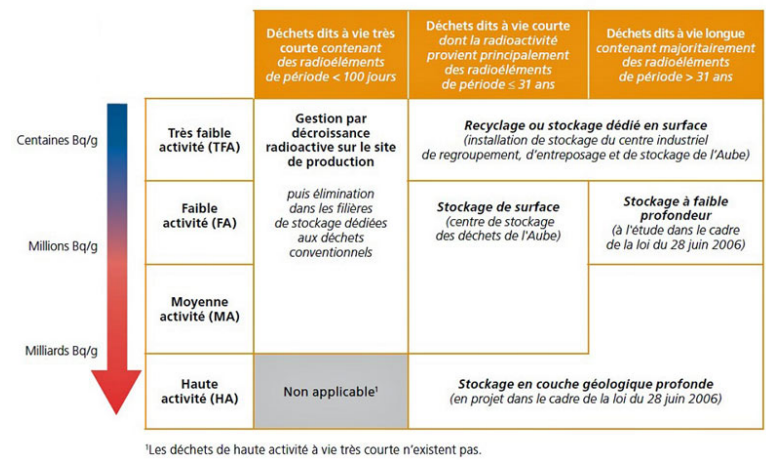 Déchets dits à vie très
courte contenant
des radioéléments
de période < 100 jours
Déchets dits à vie courte
dont la radioactivité
provient principalement
des radioéléments
de période ≤ 31 ans
Déchets dits à vie longue
contenant majoritairement
des radioéléments
de période > 31 ans
Centaines Bq/g
Très faible
activité (TFA)
Gestion par
décroissance
radioactive sur le site
de production
puis élimination
dans les filières
de stockage dédiées
aux déchets
conventionnels
Recyclage ou stockage dédié en surface
(installation de stockage du centre industriel
de regroupement, d'entreposage et de stockage de l'Aube)
Faible
activité (FA)
Stockage de surface
(centre de stockage
des déchets de l'Aube)
Stockage à faible
profondeur
(à l'étude dans le cadre
de la loi du 28 juin 2006)
Millions Bq/g
Moyenne
activité (MA)
Milliards Bq/g
Haute
activité (HA)
Non applicable¹
Stockage en couche géologique profonde
(en projet dans le cadre de la loi du 28 juin 2006)
¹Les déchets de haute activité à vie très courte n'existent pas.